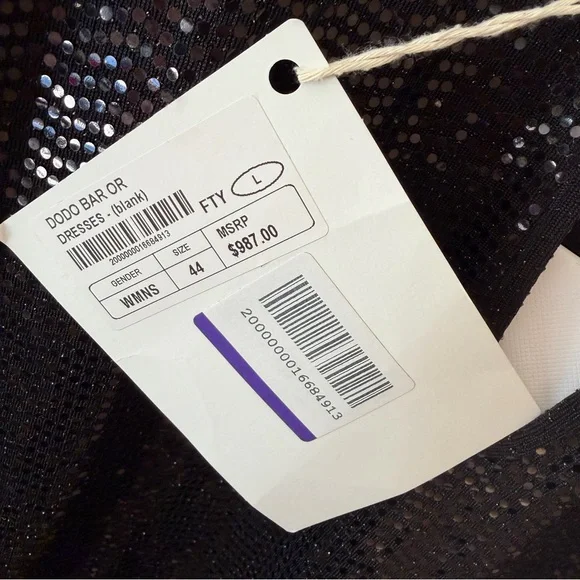 DODO BAR OR
DRESSES - (blank)
2000000016684913
FTY L
GENDER SIZE MSRP
WMNS 44 $987.00
2000000016684913